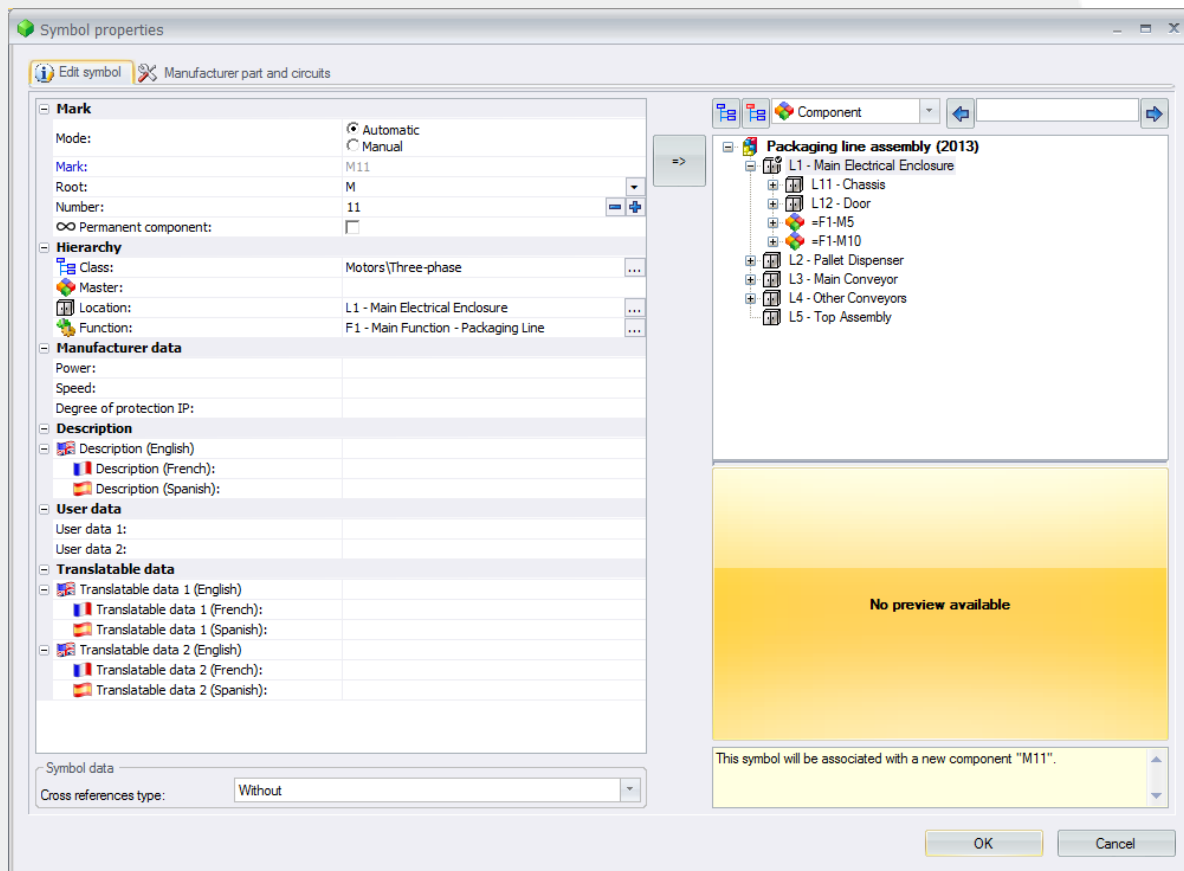 Symbol properties
Edit symbol
Manufacturer part and circuits
Mark
Mode:
Automatic
Manual
Mark: M11
Root: M
Number: 11
Permanent component:
Hierarchy
Class: Motors\Three-phase ...
Master:
Location: L1 - Main Electrical Enclosure ...
Function: F1 - Main Function - Packaging Line ...
Manufacturer data
Power:
Speed:
Degree of protection IP:
Description
Description (English)
Description (French):
Description (Spanish):
User data
User data 1:
User data 2:
Translatable data
Translatable data 1 (English)
Translatable data 1 (French):
Translatable data 1 (Spanish):
Translatable data 2 (English)
Translatable data 2 (French):
Translatable data 2 (Spanish):
Symbol data
Cross references type: Without
=>
Component
Packaging line assembly (2013)
L1 - Main Electrical Enclosure
L11 - Chassis
L12 - Door
=F1-M5
=F1-M10
L2 - Pallet Dispenser
L3 - Main Conveyor
L4 - Other Conveyors
L5 - Top Assembly
No preview available
This symbol will be associated with a new component "M11".
OK
Cancel